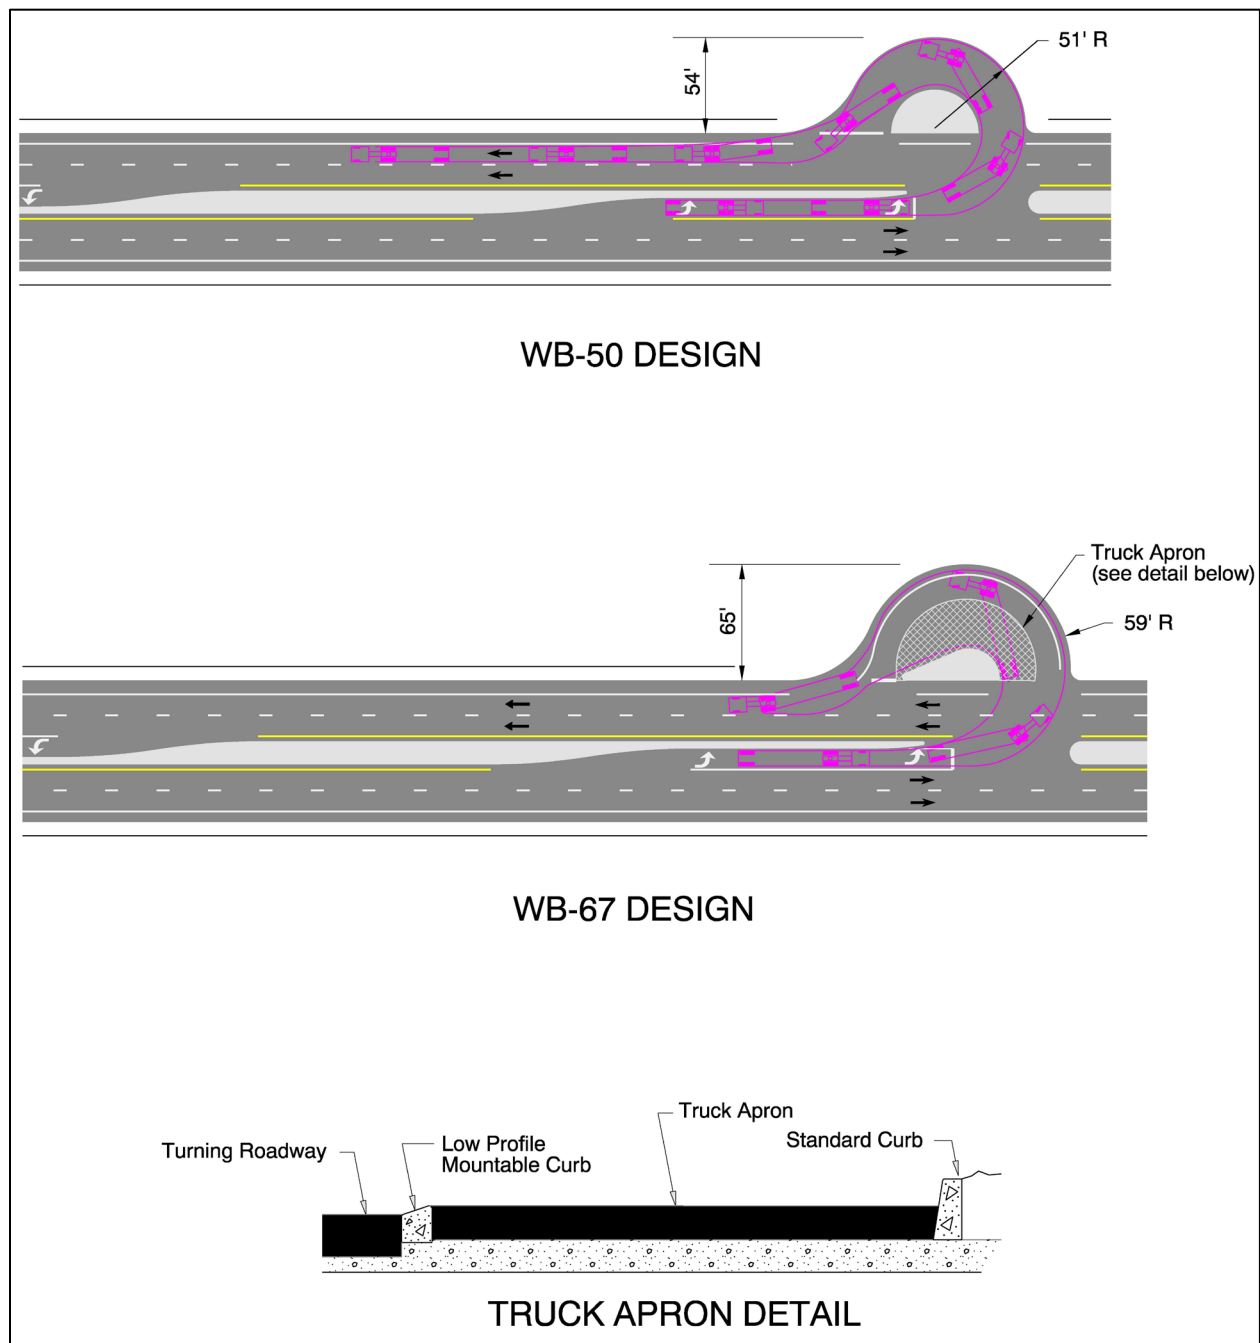 51' R
54'
WB-50 DESIGN
Truck Apron
(see detail below)
59' R
65'
WB-67 DESIGN
Truck Apron
Standard Curb
Turning Roadway
Low Profile
Mountable Curb
TRUCK APRON DETAIL